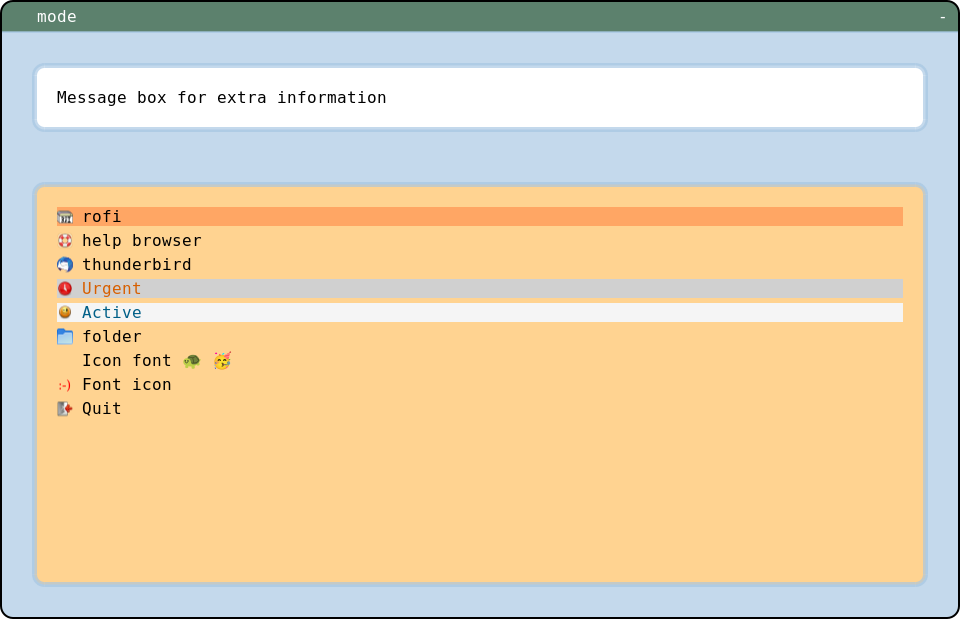 mode -
Message box for extra information
rofi
help browser
thunderbird
Urgent
Active
folder
Icon font 🐢 🥳
:-) Font icon
Quit